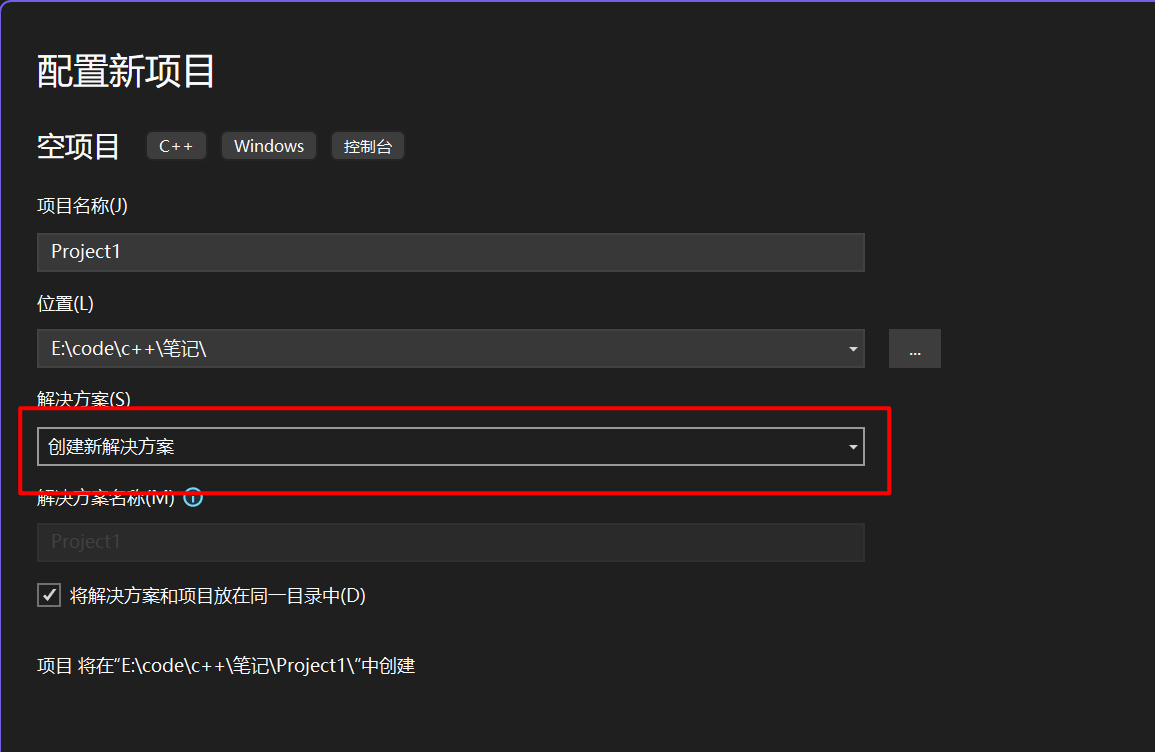 配置新项目
空项目 C++ Windows 控制台
项目名称(J)
Project1
位置(L)
E:\code\c++\笔记\
...
解决方案(S)
创建新解决方案
解决方案名称(M)
Project1
将解决方案和项目放在同一目录中(D)
项目 将在"E:\code\c++\笔记\Project1\"中创建